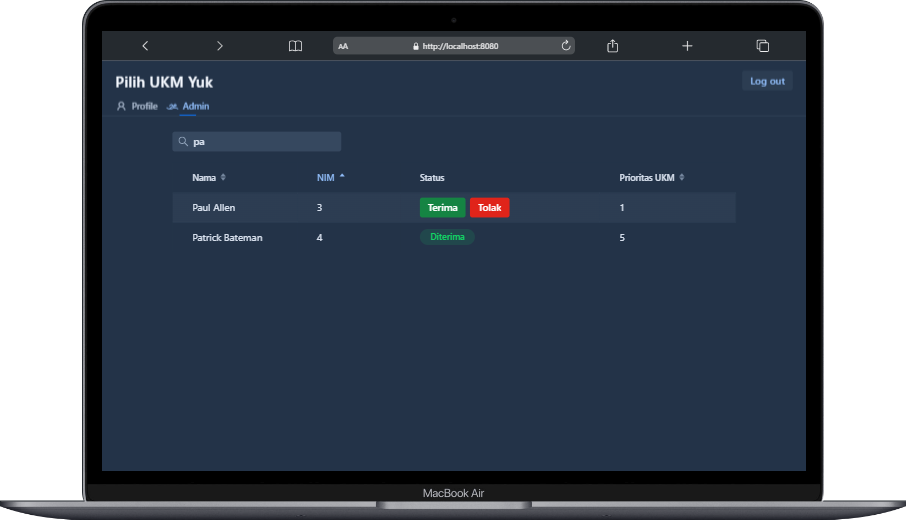 AA http://localhost:8080
Pilih UKM Yuk Log out
Profile Admin
pa
Nama NIM Status Prioritas UKM
Paul Allen 3 Terima Tolak 1
Patrick Bateman 4 Diterima 5
MacBook Air